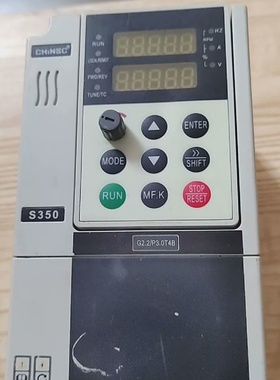 CHINSC
RUN
LOCAL/REMOT
FWD/REV
TUNE/TC
HZ
RPM
A
%
V
ENTER
MODE
>>
SHIFT
RUN
MF.K
STOP
RESET
S350
G2.2/P3.0T4B